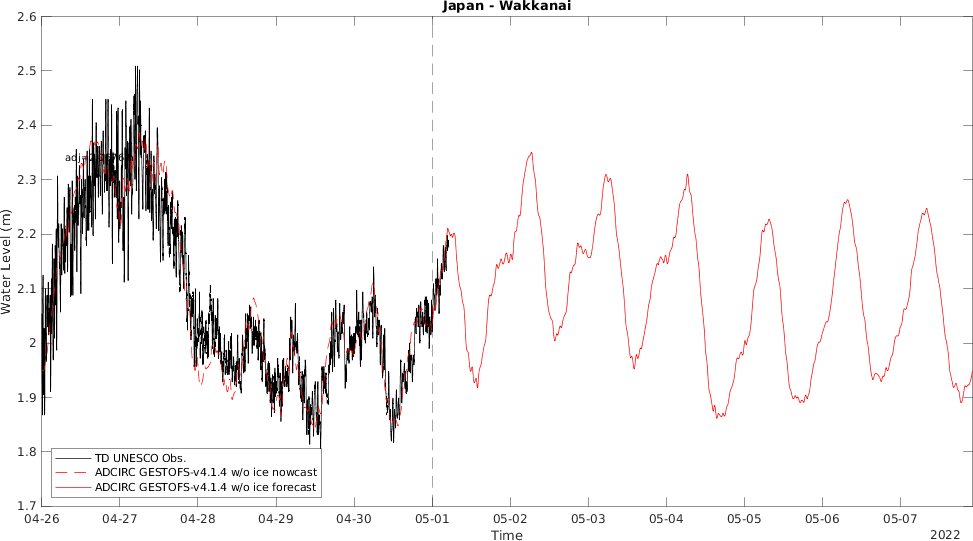 Japan - Wakkanai
2.6
2.5
2.4
2.3
2.2
2.1
2
1.9
1.8
1.7
Water Level (m)
TD UNESCO Obs.
ADCIRC GESTOFS-v4.1.4 w/o ice nowcast
ADCIRC GESTOFS-v4.1.4 w/o ice forecast
04-26 04-27 04-28 04-29 04-30 05-01 05-02 05-03 05-04 05-05 05-06 05-07
Time
2022